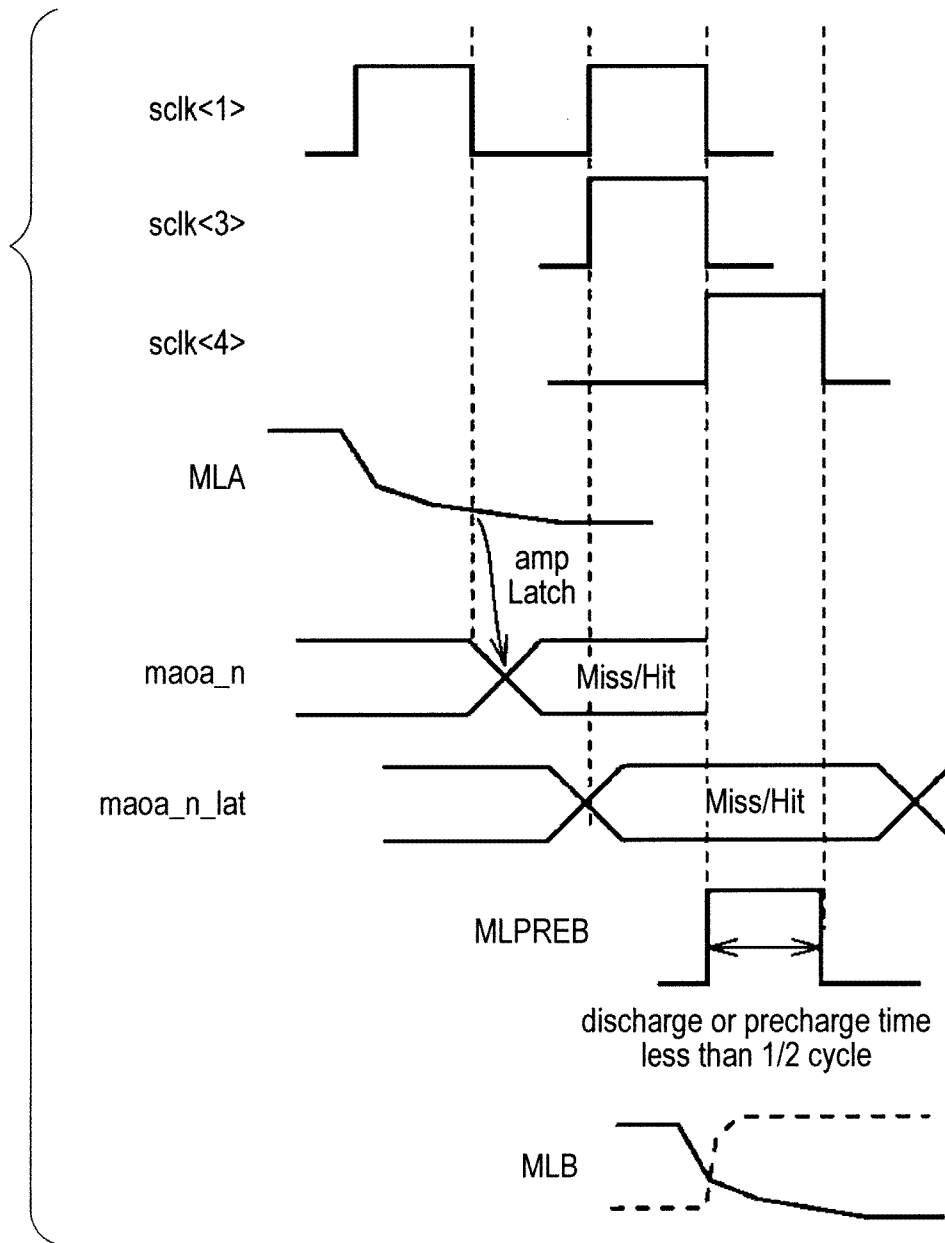 sclk<1>
sclk<3>
sclk<4>
MLA
amp
Latch
maoa_n
Miss/Hit
maoa_n_lat
Miss/Hit
MLPREB
discharge or precharge time
less than 1/2 cycle
MLB